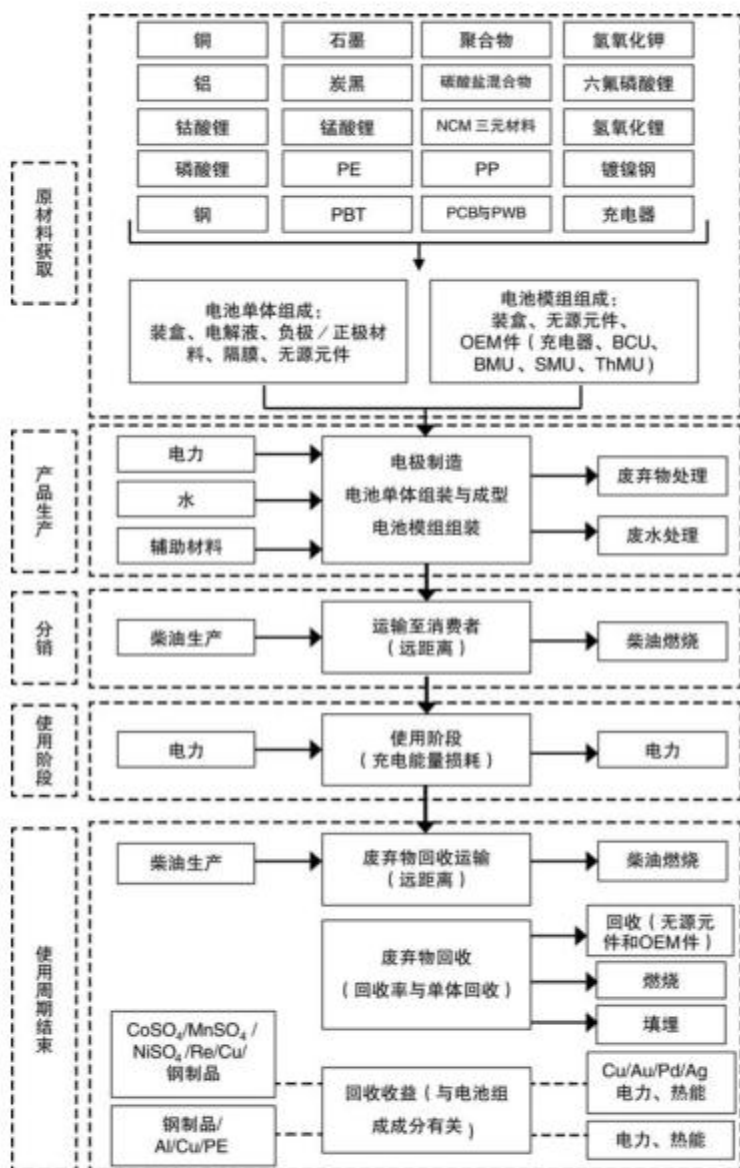 原材料获取
铜
石墨
聚合物
氢氧化钾
铝
炭黑
碳酸盐混合物
六氟磷酸锂
钴酸锂
锰酸锂
NCM 三元材料
氢氧化锂
磷酸锂
PE
PP
镀镍钢
钢
PBT
PCB与PWB
充电器
电池单体组成：
装盒、电解液、负极／正极材
料、隔膜、无源元件
电池模组组成：
装盒、无源元件、
OEM件（充电器、BCU、
BMU、SMU、ThMU）
产品生产
电力
水
辅助材料
电极制造
电池单体组装与成型
电池模组组装
废弃物处理
废水处理
分销
柴油生产
运输至消费者
（远距离）
柴油燃烧
使用阶段
电力
使用阶段
（充电能量损耗）
电力
使用周期结束
柴油生产
废弃物回收运输
（远距离）
柴油燃烧
废弃物回收
（回收率与单体回收）
回收（无源元
件和OEM件）
燃烧
填埋
CoSO₄/MnSO₄/
NiSO₄/Re/Cu/
钢制品
钢制品/
Al/Cu/PE
回收收益（与电池组
成成分有关）
Cu/Au/Pd/Ag
电力、热能
电力、热能